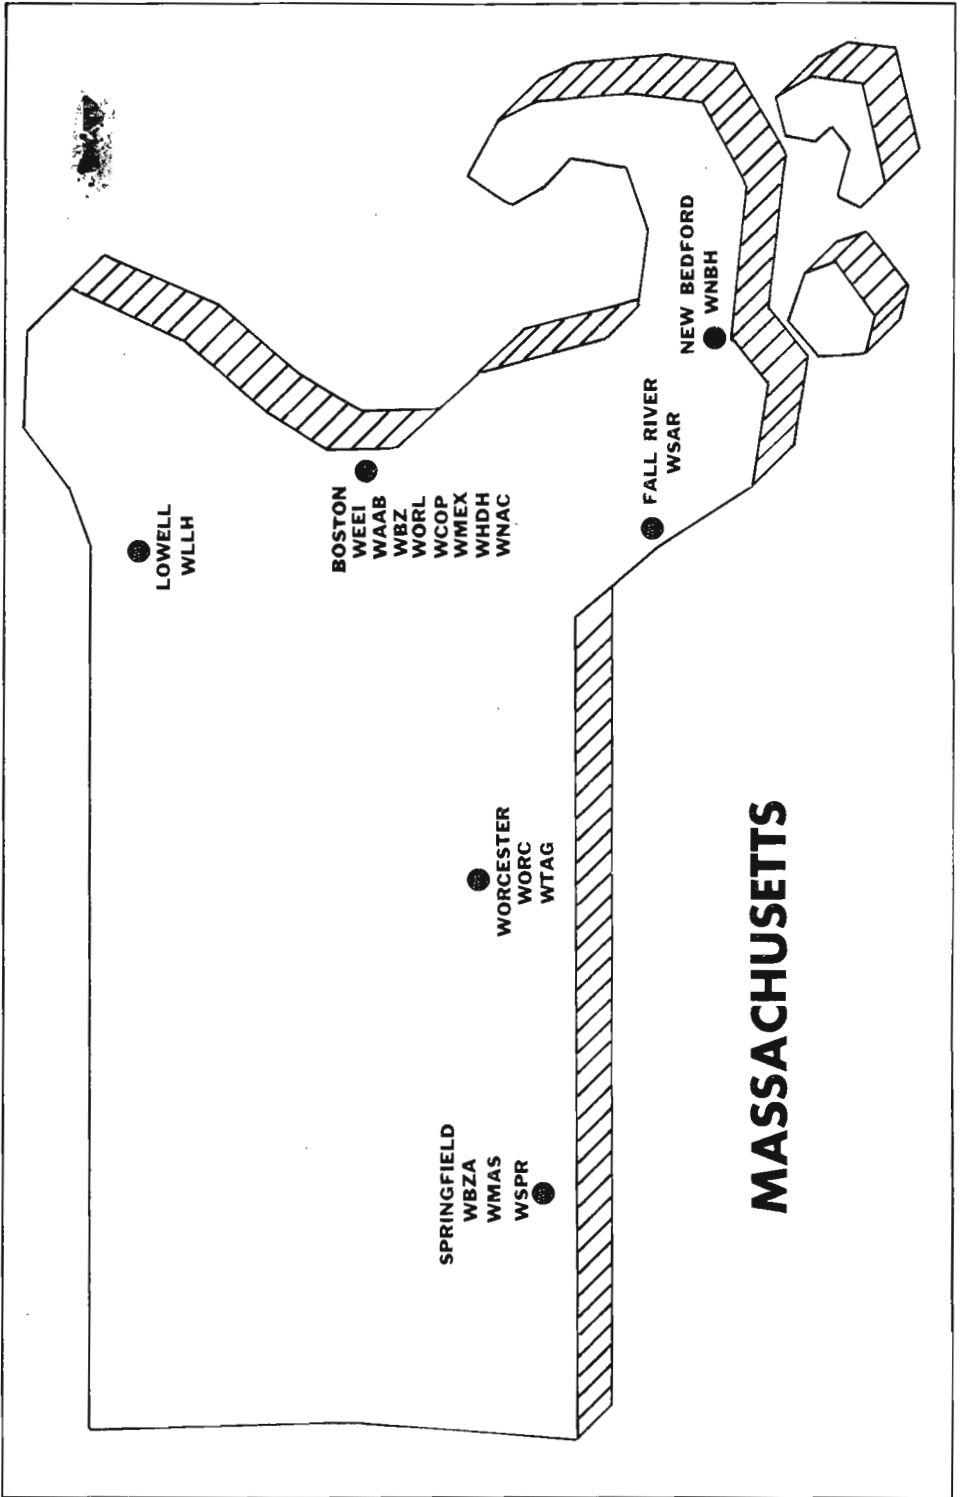 LOWELL
WLLH
BOSTON
WEEI
WAAB
WBZ
WORL
WCOP
WMEX
WHDH
WNAC
SPRINGFIELD
WBZA
WMAS
WSPR
WORCESTER
WORC
WTAG
FALL RIVER
WSAR
NEW BEDFORD
WNBH
MASSACHUSETTS